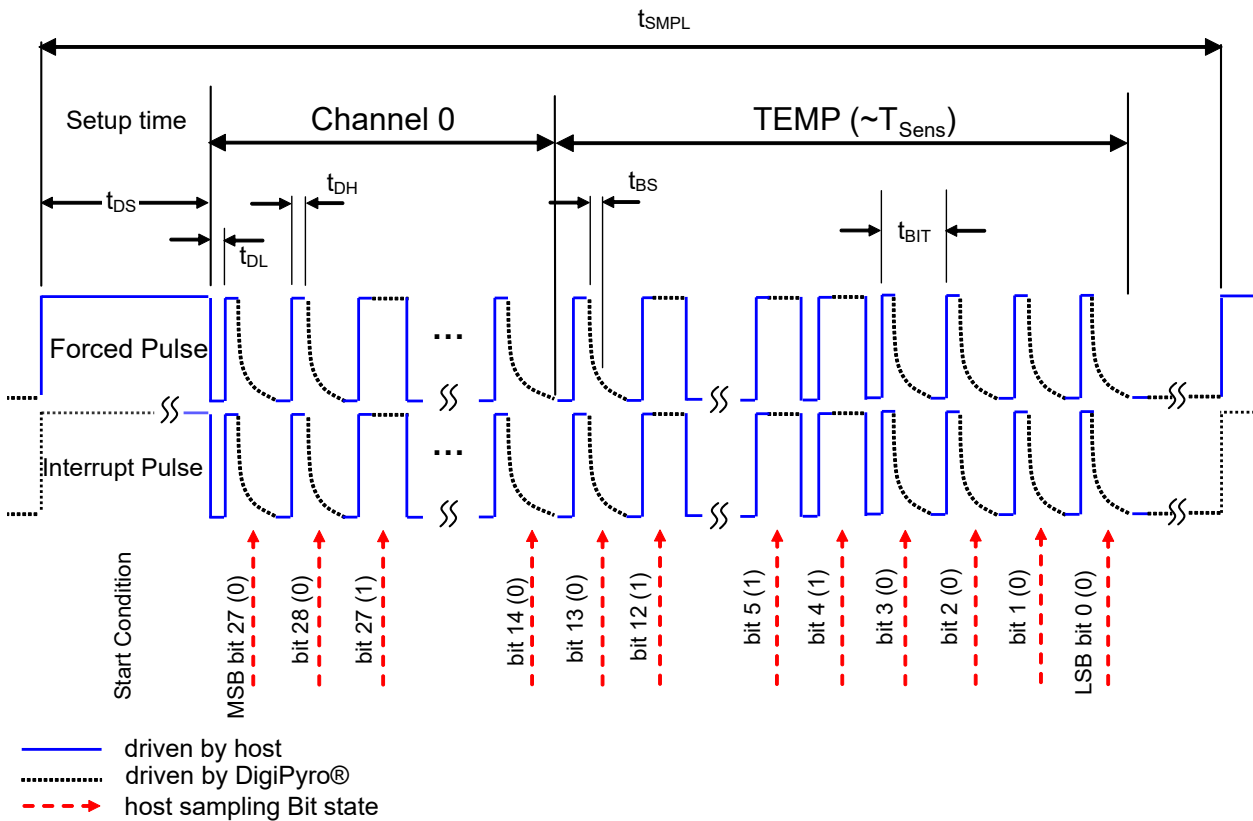 tSMPL
Setup time
Channel 0
TEMP (~TSens)
tDS
tDL
tDH
tBS
tBIT
Forced Pulse
...
Interrupt Pulse
...
Start Condition
MSB bit 27 (0)
bit 28 (0)
bit 27 (1)
bit 14 (0)
bit 13 (0)
bit 12 (1)
bit 5 (1)
bit 4 (1)
bit 3 (0)
bit 2 (0)
bit 1 (0)
LSB bit 0 (0)
driven by host
driven by DigiPyro®
host sampling Bit state